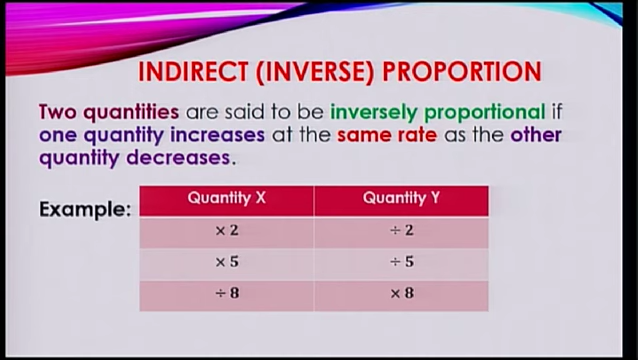 INDIRECT (INVERSE) PROPORTION
Two quantities are said to be inversely proportional if
one quantity increases at the same rate as the other
quantity decreases.
Example:
Quantity X Quantity Y
× 2 ÷ 2
× 5 ÷ 5
÷ 8 × 8